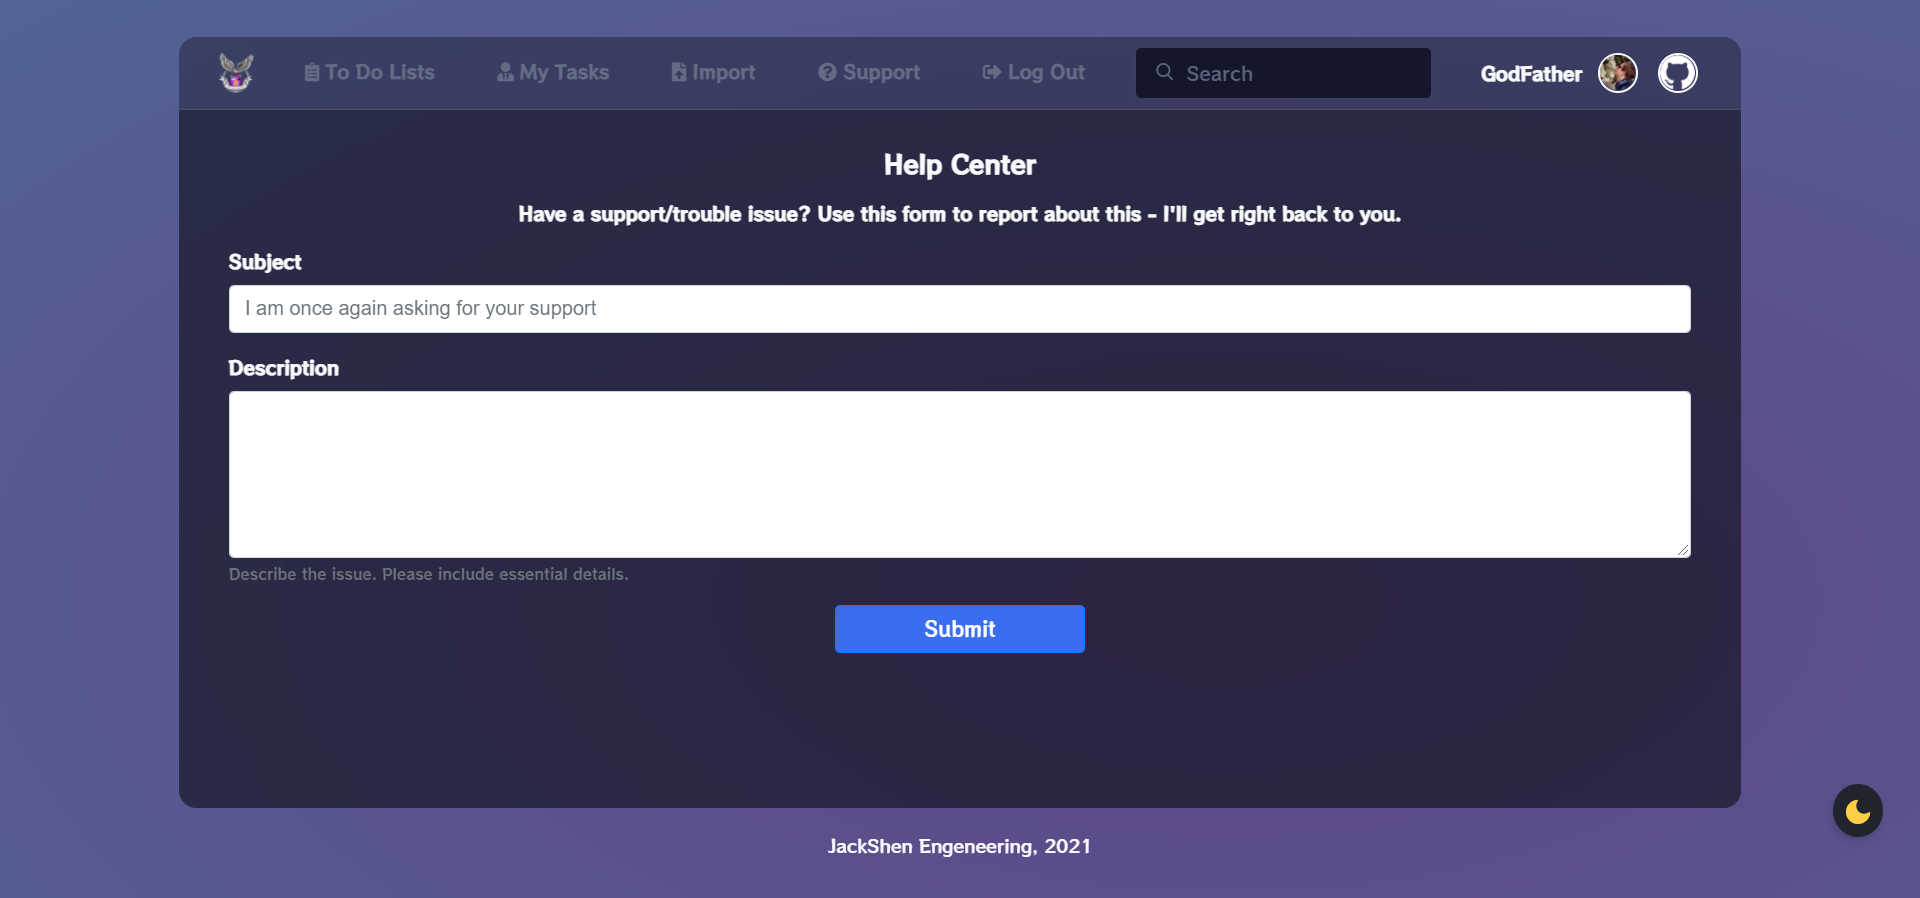 To Do Lists My Tasks Import Support Log Out Search GodFather
Help Center
Have a support/trouble issue? Use this form to report about this - I'll get right back to you.
Subject
I am once again asking for your support
Description
Describe the issue. Please include essential details.
Submit
JackShen Engeneering, 2021